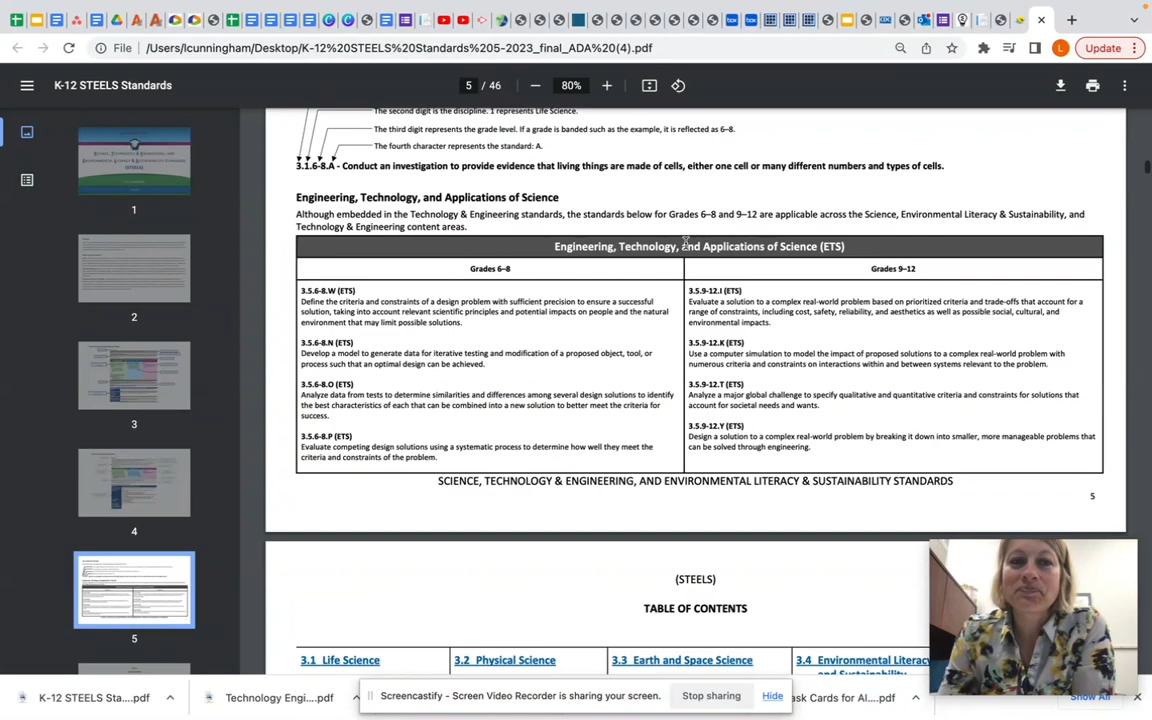 Update
File
/Users/lcunningham/Desktop/K-12%20STEELS%20Standards%205-2023_final_ADA%20(4).pdf
K-12 STEELS Standards
5 / 46
80%
The second digit is the discipline. 1 represents Life Science.
The third digit represents the grade level. If a grade is banded such as the example, it is reflected as 6–8.
The fourth character represents the standard: A.
3.1.6-8.A - Conduct an investigation to provide evidence that living things are made of cells, either one cell or many different numbers and types of cells.
Engineering, Technology, and Applications of Science
Although embedded in the Technology & Engineering standards, the standards below for Grades 6–8 and 9–12 are applicable across the Science, Environmental Literacy & Sustainability, and
Technology & Engineering content areas.
Engineering, Technology, and Applications of Science (ETS)
Grades 6–8
3.5.6-8.W (ETS)
Define the criteria and constraints of a design problem with sufficient precision to ensure a successful
solution, taking into account relevant scientific principles and potential impacts on people and the natural
environment that may limit possible solutions.
3.5.6-8.N (ETS)
Develop a model to generate data for iterative testing and modification of a proposed object, tool, or
process such that an optimal design can be achieved.
3.5.6-8.O (ETS)
Analyze data from tests to determine similarities and differences among several design solutions to identify
the best characteristics of each that can be combined into a new solution to better meet the criteria for
success.
3.5.6-8.P (ETS)
Evaluate competing design solutions using a systematic process to determine how well they meet the
criteria and constraints of the problem.
Grades 9–12
3.5.9-12.I (ETS)
Evaluate a solution to a complex real-world problem based on prioritized criteria and trade-offs that account for a
range of constraints, including cost, safety, reliability, and aesthetics as well as possible social, cultural, and
environmental impacts.
3.5.9-12.K (ETS)
Use a computer simulation to model the impact of proposed solutions to a complex real-world problem with
numerous criteria and constraints on interactions within and between systems relevant to the problem.
3.5.9-12.T (ETS)
Analyze a major global challenge to specify qualitative and quantitative criteria and constraints for solutions that
account for societal needs and wants.
3.5.9-12.Y (ETS)
Design a solution to a complex real-world problem by breaking it down into smaller, more manageable problems that
can be solved through engineering.
SCIENCE, TECHNOLOGY & ENGINEERING, AND ENVIRONMENTAL LITERACY & SUSTAINABILITY STANDARDS
5
(STEELS)
TABLE OF CONTENTS
3.1 Life Science
3.2 Physical Science
3.3 Earth and Space Science
3.4 Environmental Literacy
and Sustainability
1
2
3
4
5
K-12 STEELS Sta....pdf
Technology Engi....pdf
Screencastify - Screen Video Recorder is sharing your screen.
Stop sharing
Hide
ask Cards for Al....pdf
Show All